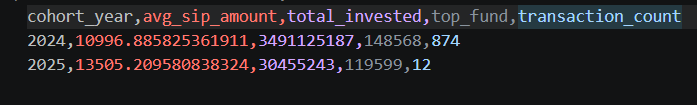 cohort_year,avg_sip_amount,total_invested,top_fund,transaction_count
2024,10996.885825361911,3491125187,148568,874
2025,13505.209580838324,30455243,119599,12